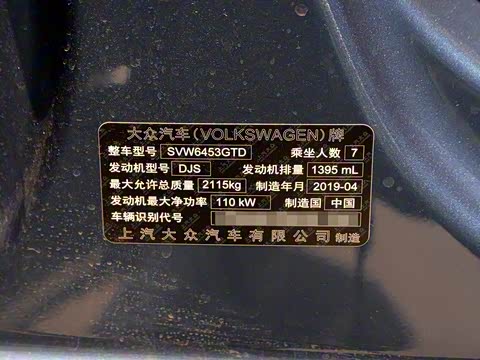 大众汽车(VOLKSWAGEN)牌
整车型号 SVW6453GTD 乘坐人数 7
发动机型号 DJS 发动机排量 1395 mL
最大允许总质量 2115kg 制造年月 2019-04
发动机最大净功率 110 kW 制造国 中国
车辆识别代号
上汽大众汽车有限公司 制造